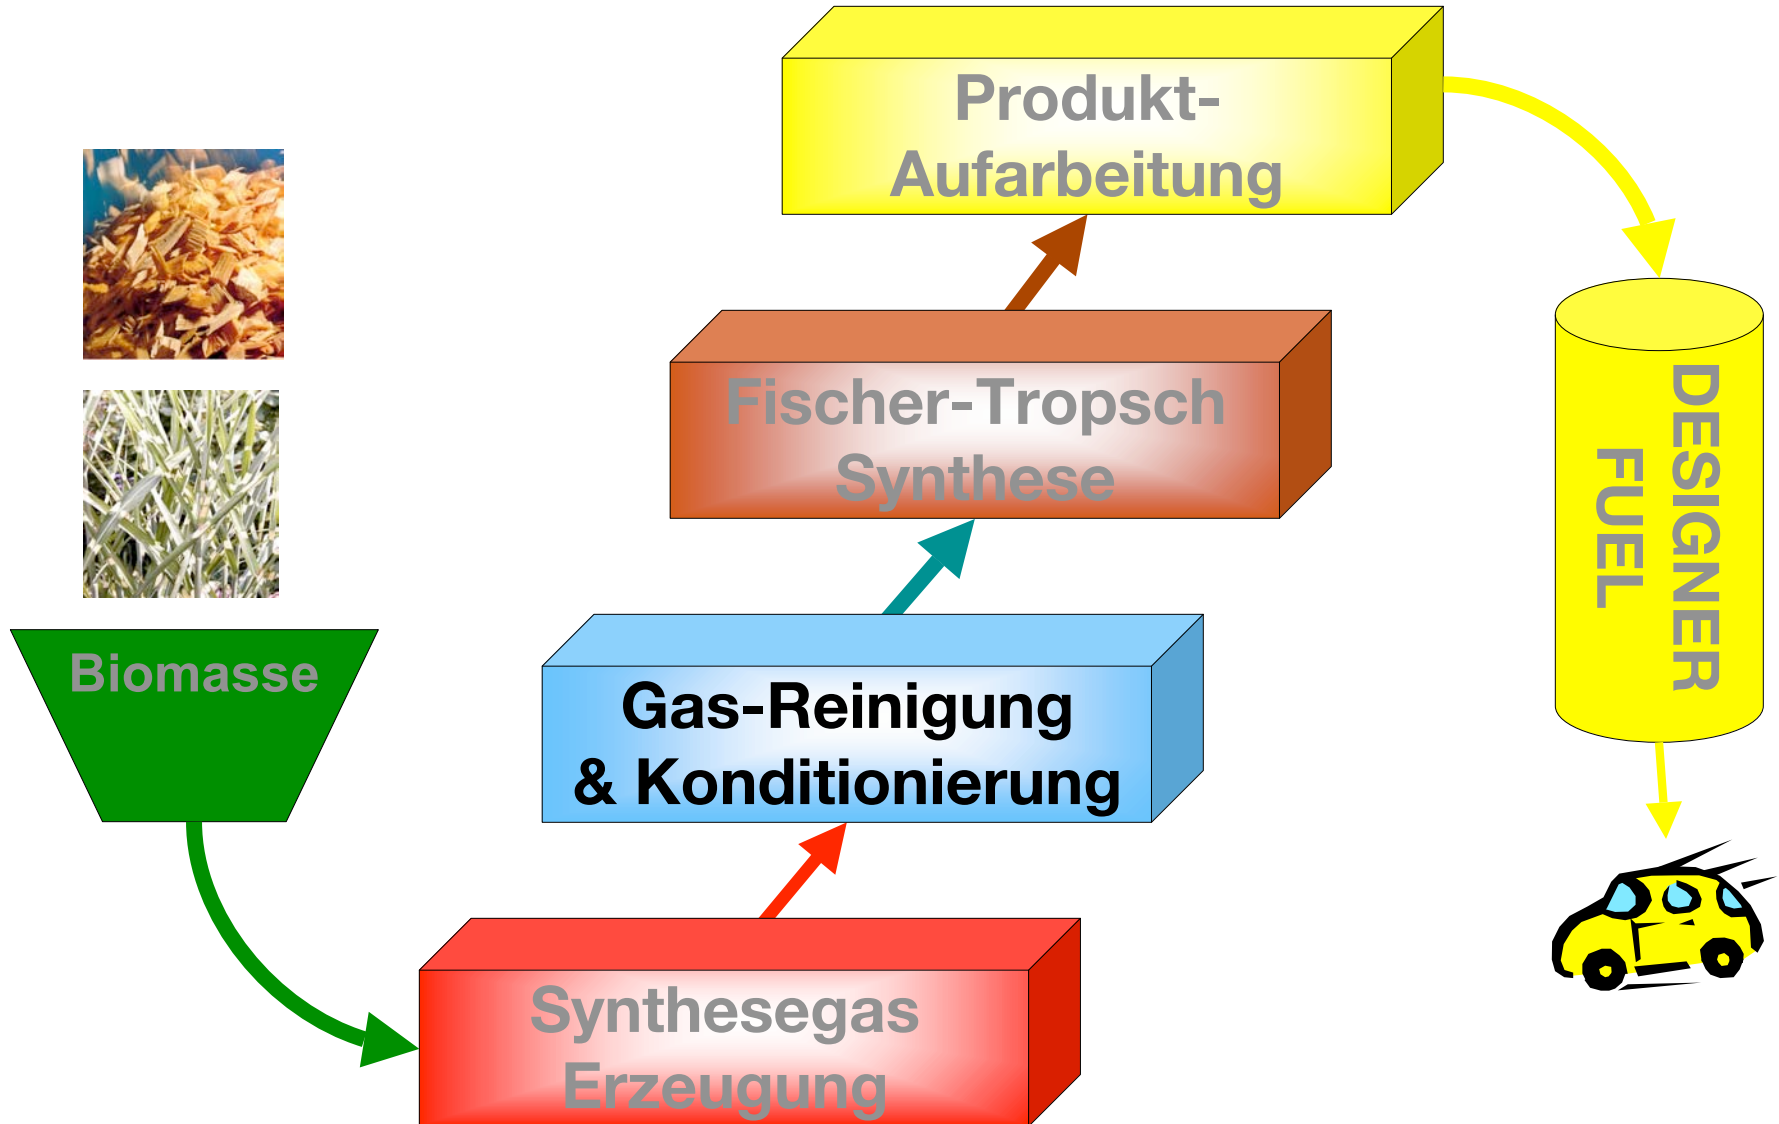 Produkt-
Aufarbeitung
Fischer-Tropsch
Synthese
DESIGNER
FUEL
Biomasse
Gas-Reinigung
& Konditionierung
Synthesegas
Erzeugung